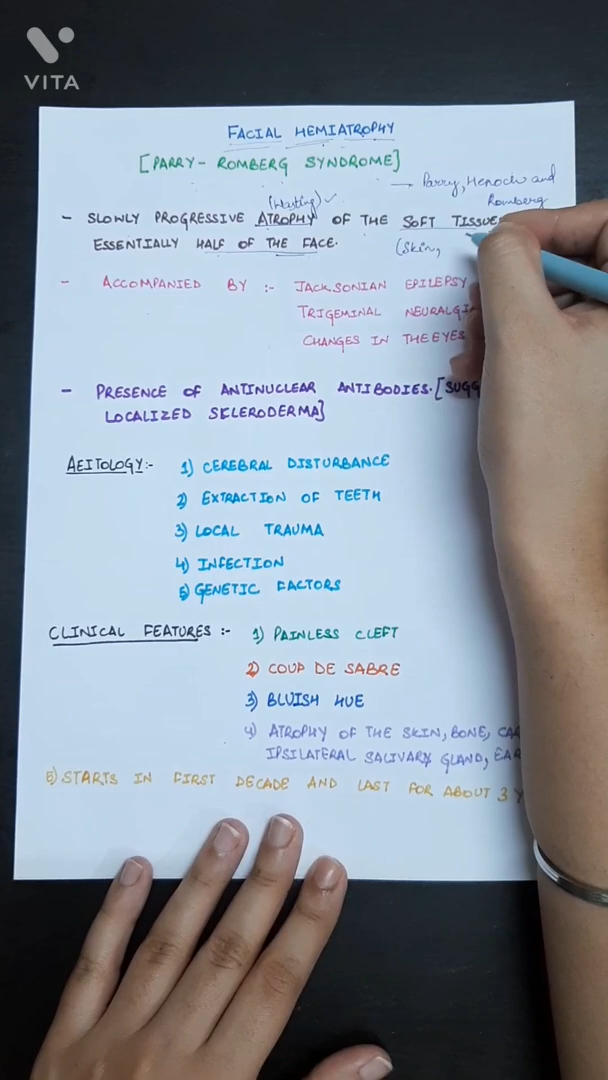 VITA
FACIAL HEMIATROPHY
[PARRY- ROMBERG SYNDROME]
→ Parry, Henoch and
Romberg
(Wasting) ✓
- SLOWLY PROGRESSIVE ATROPHY OF THE SOFT TISSUE
ESSENTIALLY HALF OF THE FACE.
(Skin,
- ACCOMPANIED BY :- JACKSONIAN EPILEPSY
TRIGEMINAL NEURALGI
CHANGES IN THE EYES
- PRESENCE OF ANTINUCLEAR ANTIBODIES. [SUGG
LOCALIZED SCLERODERMA]
AEITOLOGY:- 1) CEREBRAL DISTURBANCE
2) EXTRACTION OF TEETH
3) LOCAL TRAUMA
4) INFECTION
5) GENETIC FACTORS
CLINICAL FEATURES :- 1) PAINLESS CLEFT
2) COUP DE SABRE
3) BLUISH HUE
4) ATROPHY OF THE SKIN, BONE, CAR
IPSILATERAL SALIVARY GLAND, EAR
5) STARTS IN FIRST DECADE AND LAST FOR ABOUT 3 Y